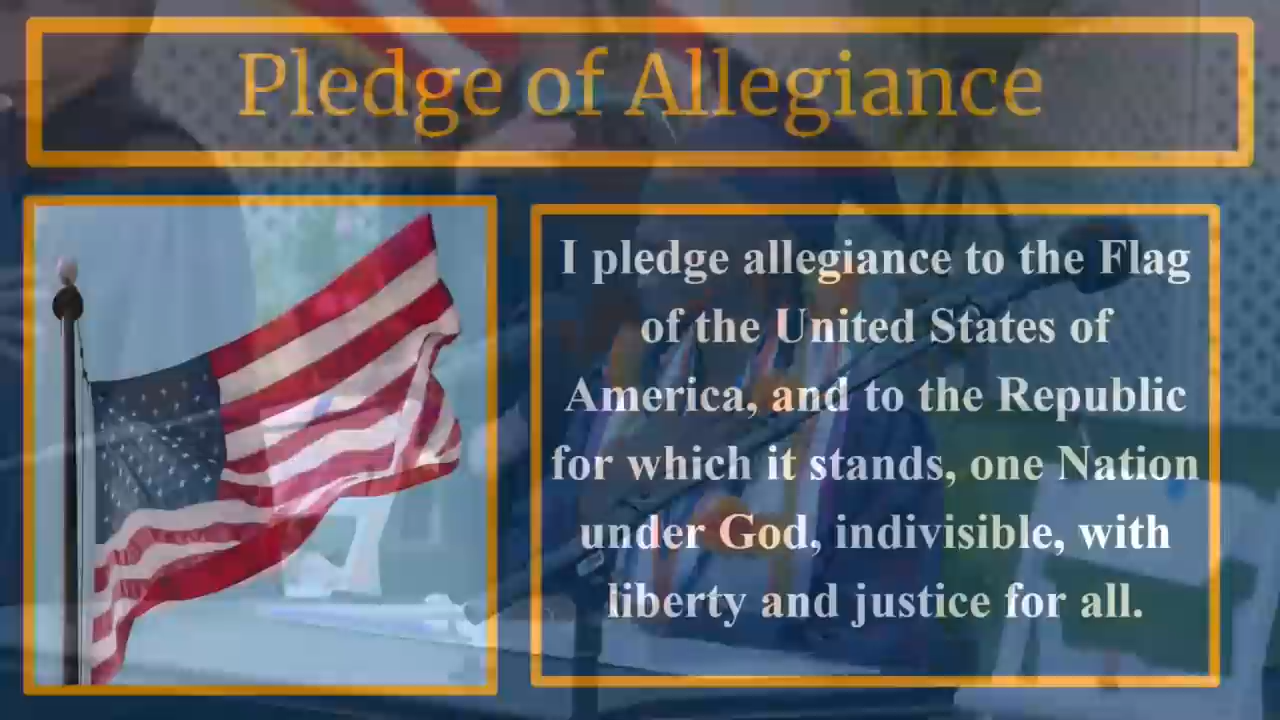 Pledge of Allegiance
I pledge allegiance to the Flag
of the United States of
America, and to the Republic
for which it stands, one Nation
under God, indivisible, with
liberty and justice for all.